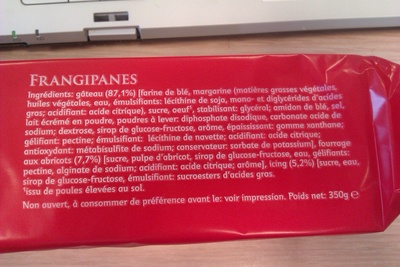 FRANGIPANES
Ingrédients: gâteau (87,1%) [farine de blé, margarine (matières grasses végétales,
huiles végétales, eau, émulsifiants: lécithine de soja, mono- et diglycérides d'acides
gras; acidifiant: acide citrique), sucre, oeuf*, stabilisant: glycérol; amidon de blé, sel,
lait écrémé en poudre, poudres à lever: diphosphate disodique, carbonate acide de
sodium; dextrose, sirop de glucose-fructose, arôme, épaississant: gomme xanthane;
gélifiant: pectine; émulsifiant: lécithine de navette; acidifiant: acide citrique;
antioxydant: métabisulfite de sodium; conservateur: sorbate de potassium], fourrage
aux abricots (7,7%) [sucre, pulpe d'abricot, sirop de glucose-fructose, eau, gélifiants:
pectine, alginate de sodium; acidifiant: acide citrique; arôme], icing (5,2%) [sucre, eau,
sirop de glucose-fructose, émulsifiant: sucroesters d'acides gras.
*issu de poules élevées au sol.
Non ouvert, à consommer de préférence avant le: voir impression. Poids net: 350g e